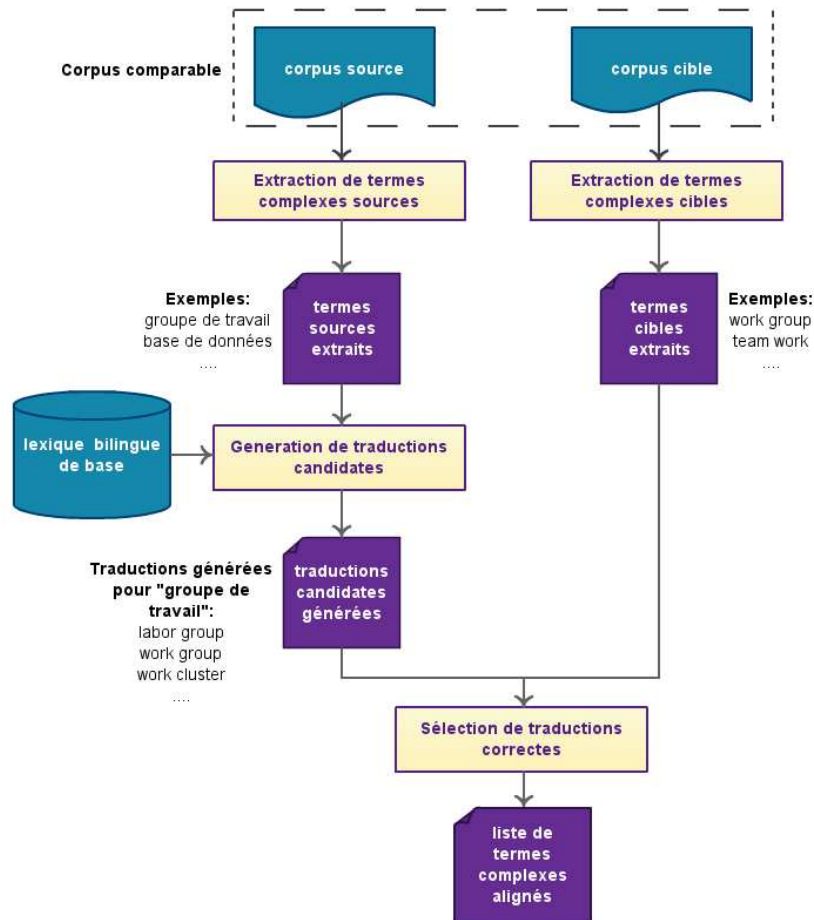 Corpus comparable
corpus source
corpus cible
Extraction de termes
complexes sources
Extraction de termes
complexes cibles
Exemples:
groupe de travail
base de données
....
termes
sources
extraits
termes
cibles
extraits
Exemples:
work group
team work
....
lexique bilingue
de base
Generation de traductions
candidates
Traductions générées
pour "groupe de
travail":
labor group
work group
work cluster
....
traductions
candidates
générées
Sélection de traductions
correctes
liste de
termes
complexes
alignés